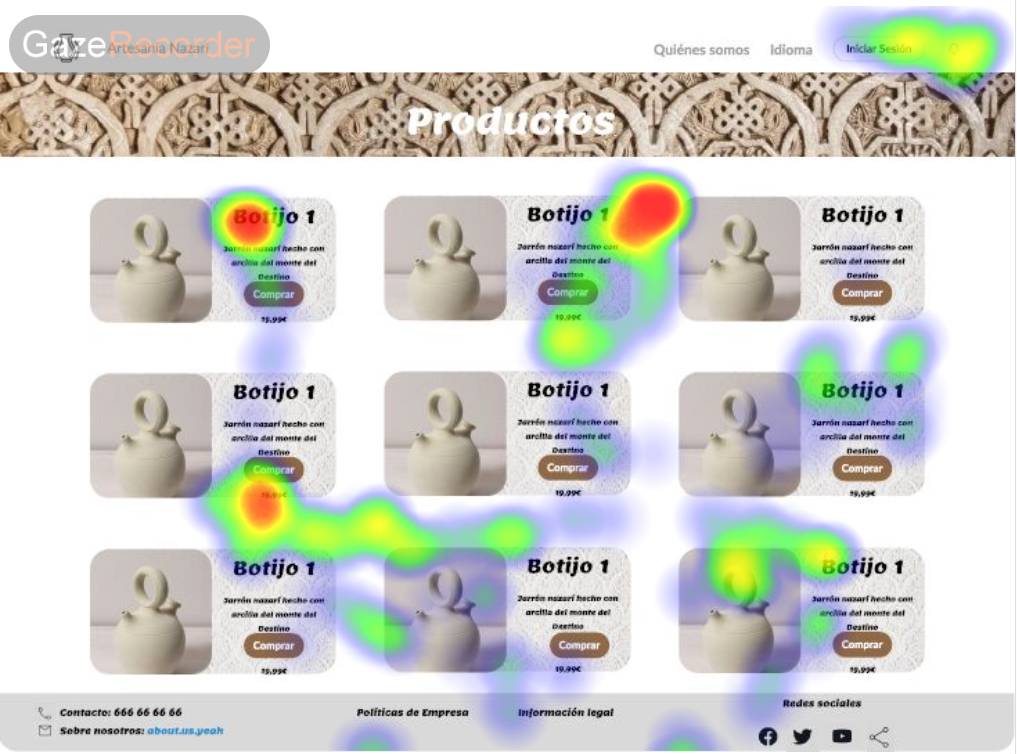 GazeRecorder
Artesanía Nazarí
Quiénes somos
Idioma
Iniciar Sesión
Productos
Botijo 1
Jarrón nazarí hecho con
arcilla del monte del
Destino
Comprar
19,99€
Botijo 1
Jarrón nazarí hecho con
arcilla del monte del
Destino
Comprar
19,99€
Botijo 1
Jarrón nazarí hecho con
arcilla del monte del
Destino
Comprar
19,99€
Botijo 1
Jarrón nazarí hecho con
arcilla del monte del
Destino
Comprar
19,99€
Botijo 1
Jarrón nazarí hecho con
arcilla del monte del
Destino
Comprar
19,99€
Botijo 1
Jarrón nazarí hecho con
arcilla del monte del
Destino
Comprar
19,99€
Botijo 1
Jarrón nazarí hecho con
arcilla del monte del
Destino
Comprar
19,99€
Botijo 1
Jarrón nazarí hecho con
arcilla del monte del
Destino
Comprar
19,99€
Botijo 1
Jarrón nazarí hecho con
arcilla del monte del
Destino
Comprar
19,99€
Contacto: 666 66 66 66
Sobre nosotros: about.us.yeah
Políticas de Empresa
Información legal
Redes sociales